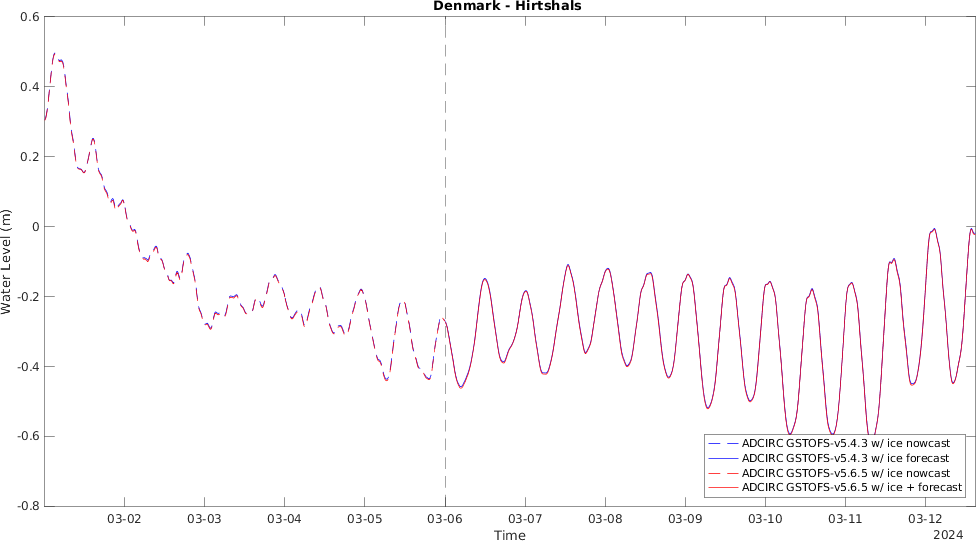 Denmark - Hirtshals
0.6
0.4
0.2
0
-0.2
-0.4
-0.6
-0.8
Water Level (m)
03-02 03-03 03-04 03-05 03-06 03-07 03-08 03-09 03-10 03-11 03-12
Time
2024
ADCIRC GSTOFS-v5.4.3 w/ ice nowcast
ADCIRC GSTOFS-v5.4.3 w/ ice forecast
ADCIRC GSTOFS-v5.6.5 w/ ice nowcast
ADCIRC GSTOFS-v5.6.5 w/ ice + forecast